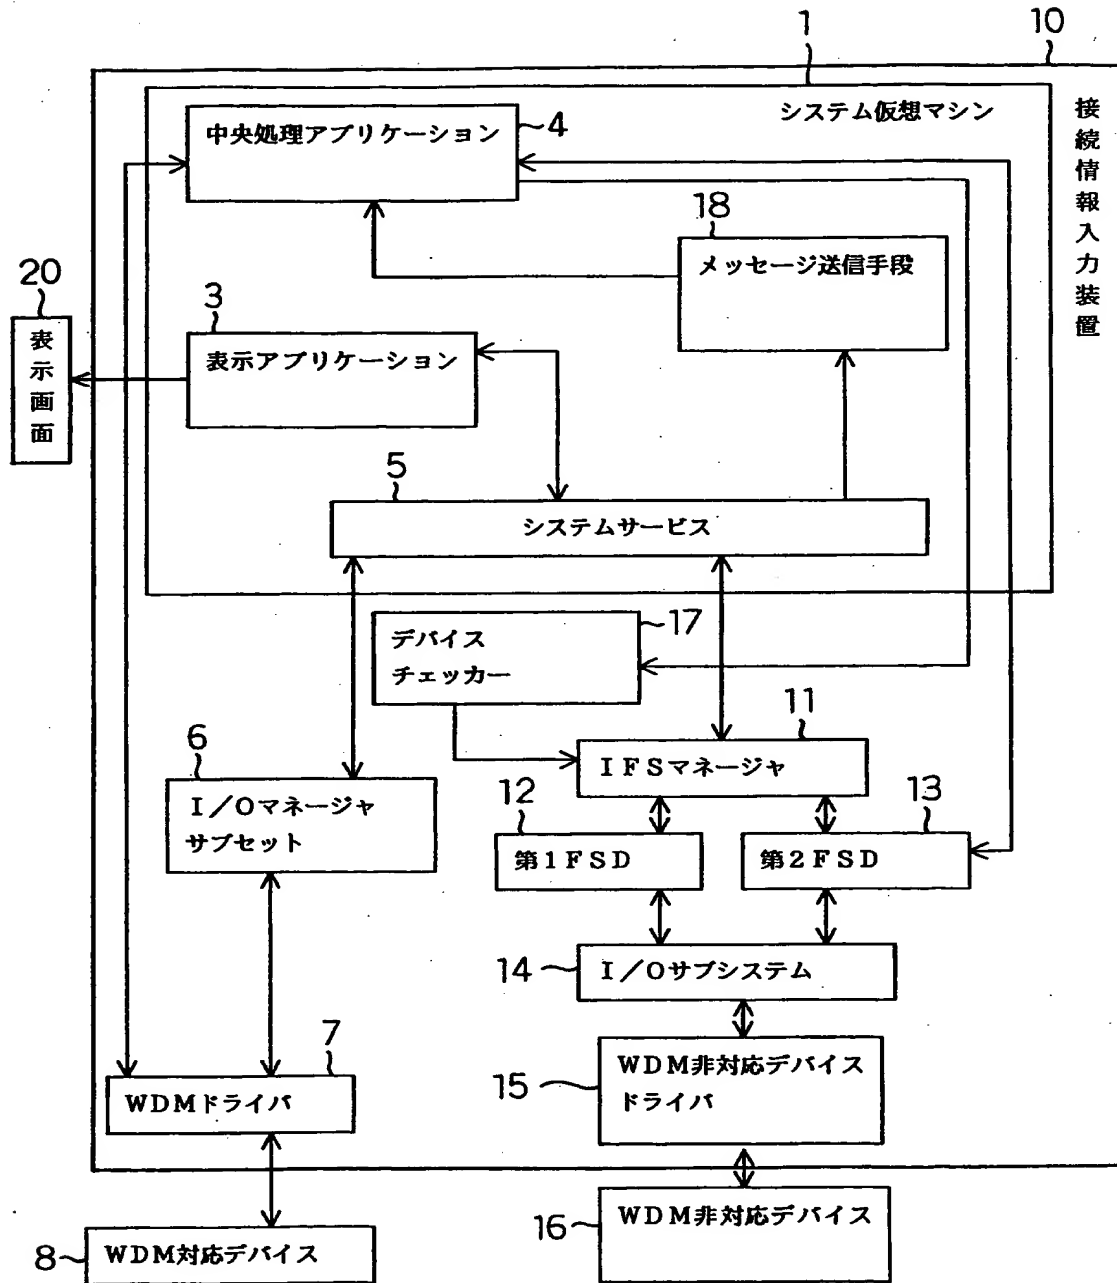 1
10
システム仮想マシン
接続情報入力装置
中央処理アプリケーション
4
18
メッセージ送信手段
20
表示画面
3
表示アプリケーション
5
システムサービス
デバイス
チェッカー
17
11
IFSマネージャ
6
I/Oマネージャ
サブセット
12
第1FSD
13
第2FSD
14
I/Oサブシステム
7
WDMドライバ
15
WDM非対応デバイス
ドライバ
8
WDM対応デバイス
16
WDM非対応デバイス